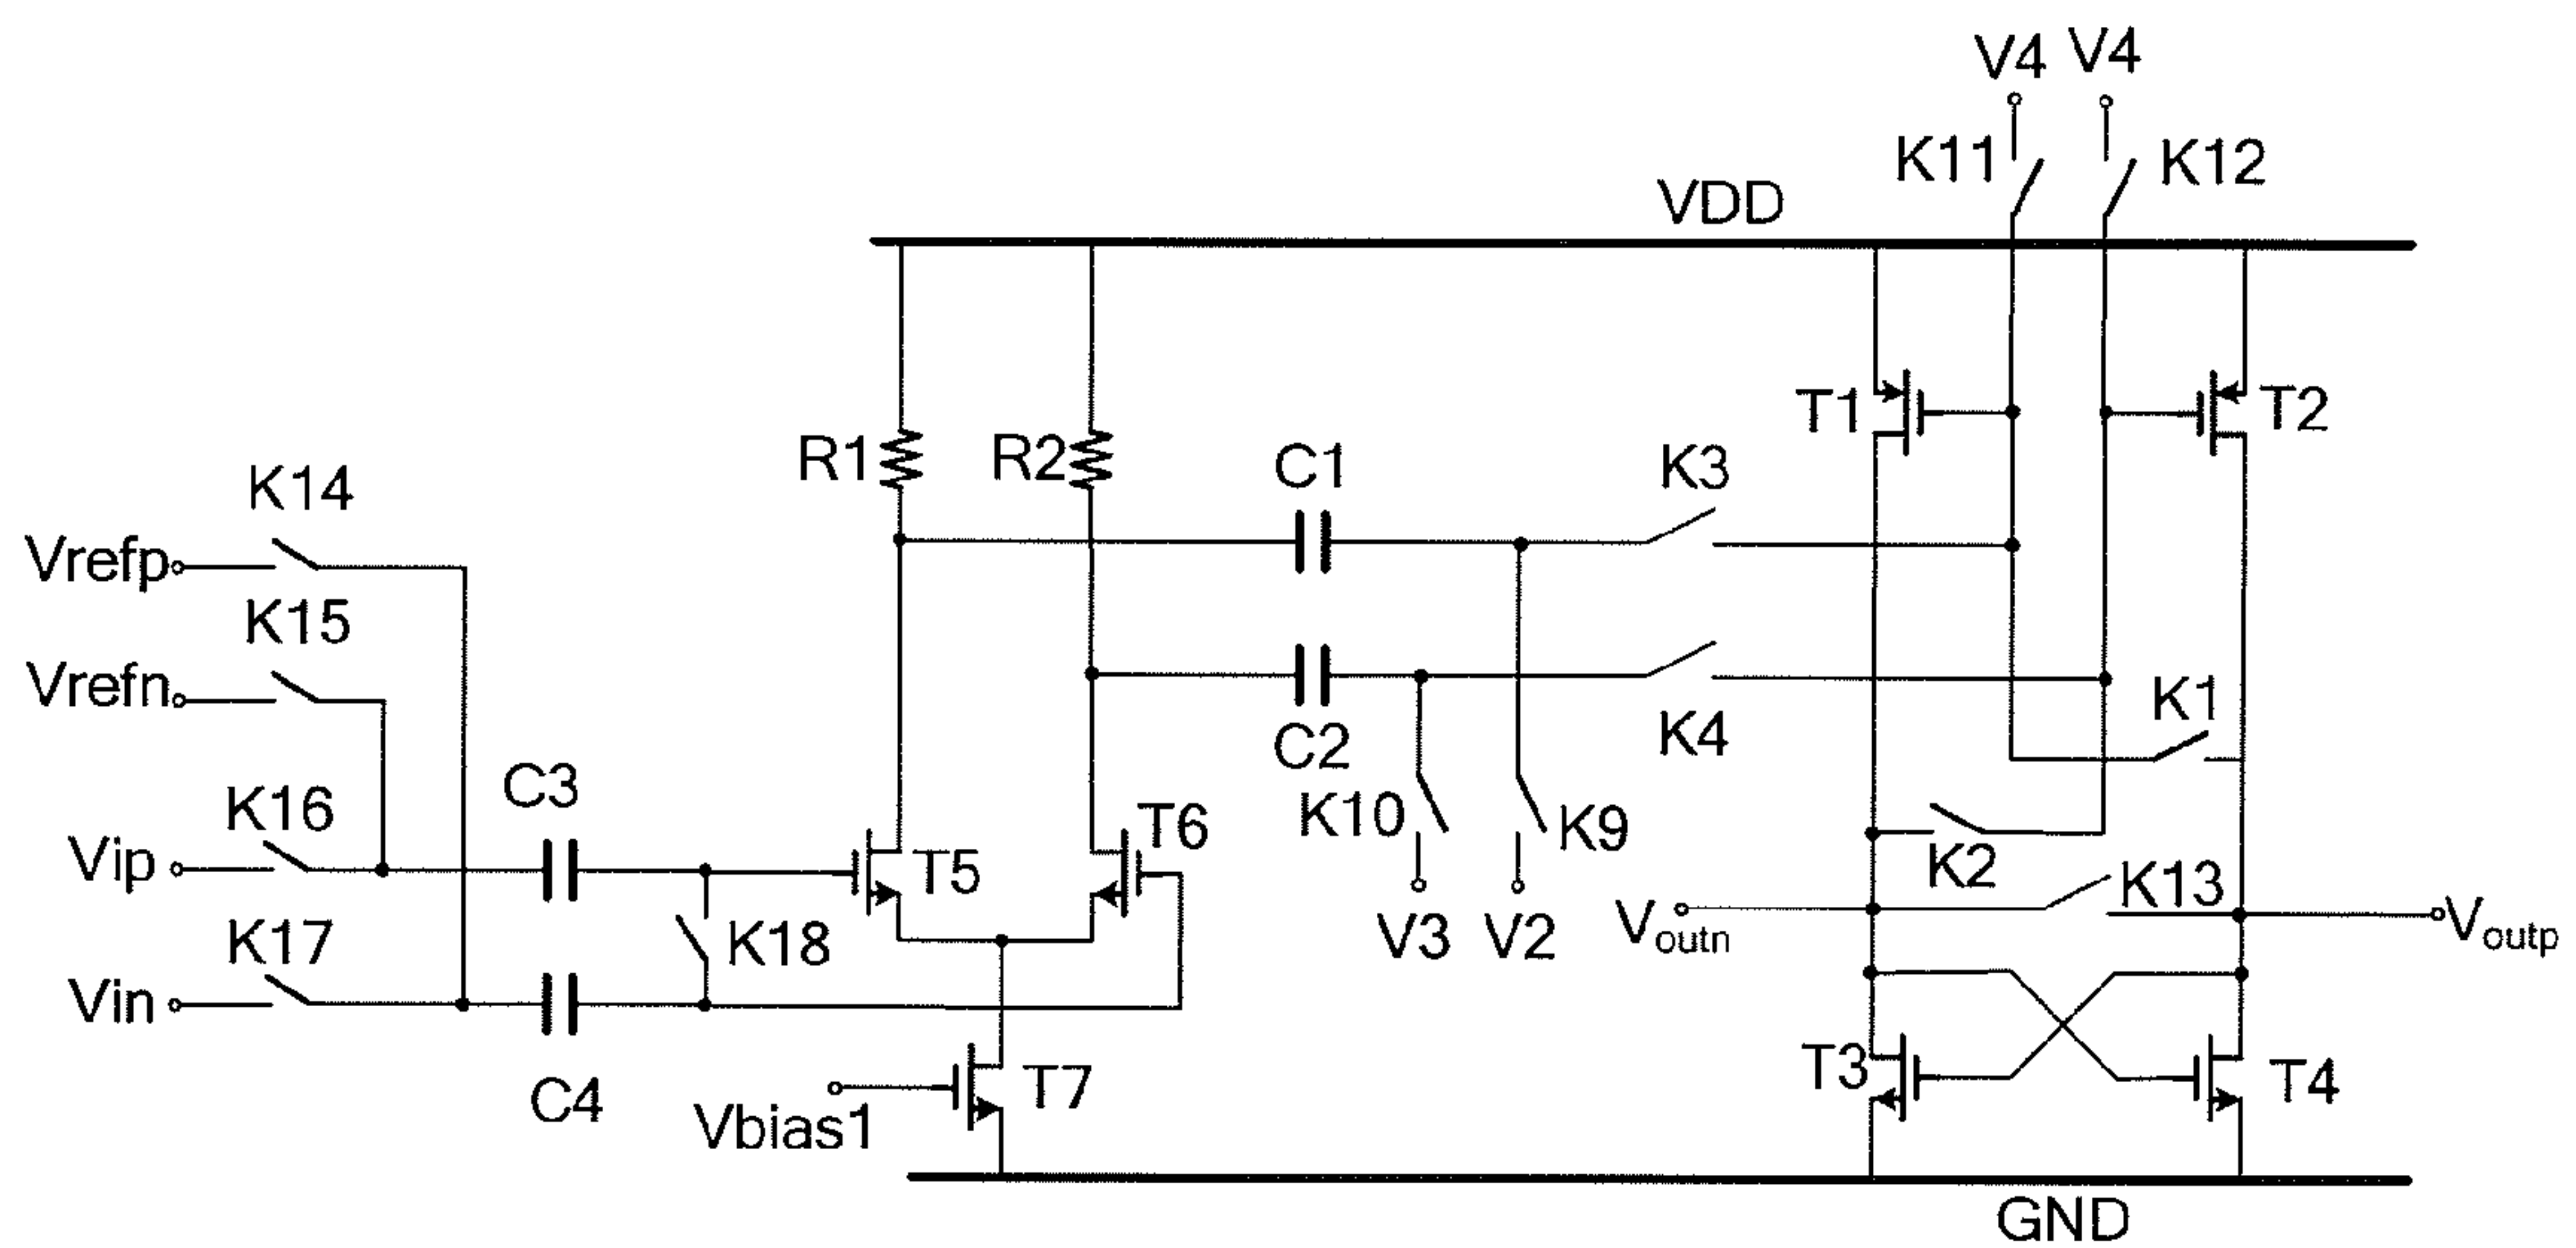 V4 V4
K11 K12
VDD
T1 T2
R1 R2 C1 K3
K14
Vrefp
K15
Vrefn
K1
C2 K4
C3
K16
Vip
T5 T6
K10 K9
K2
K13
K17
K18
V3 V2
Voutn Voutp
Vin
C4
Vbias1
T7
T3 T4
GND